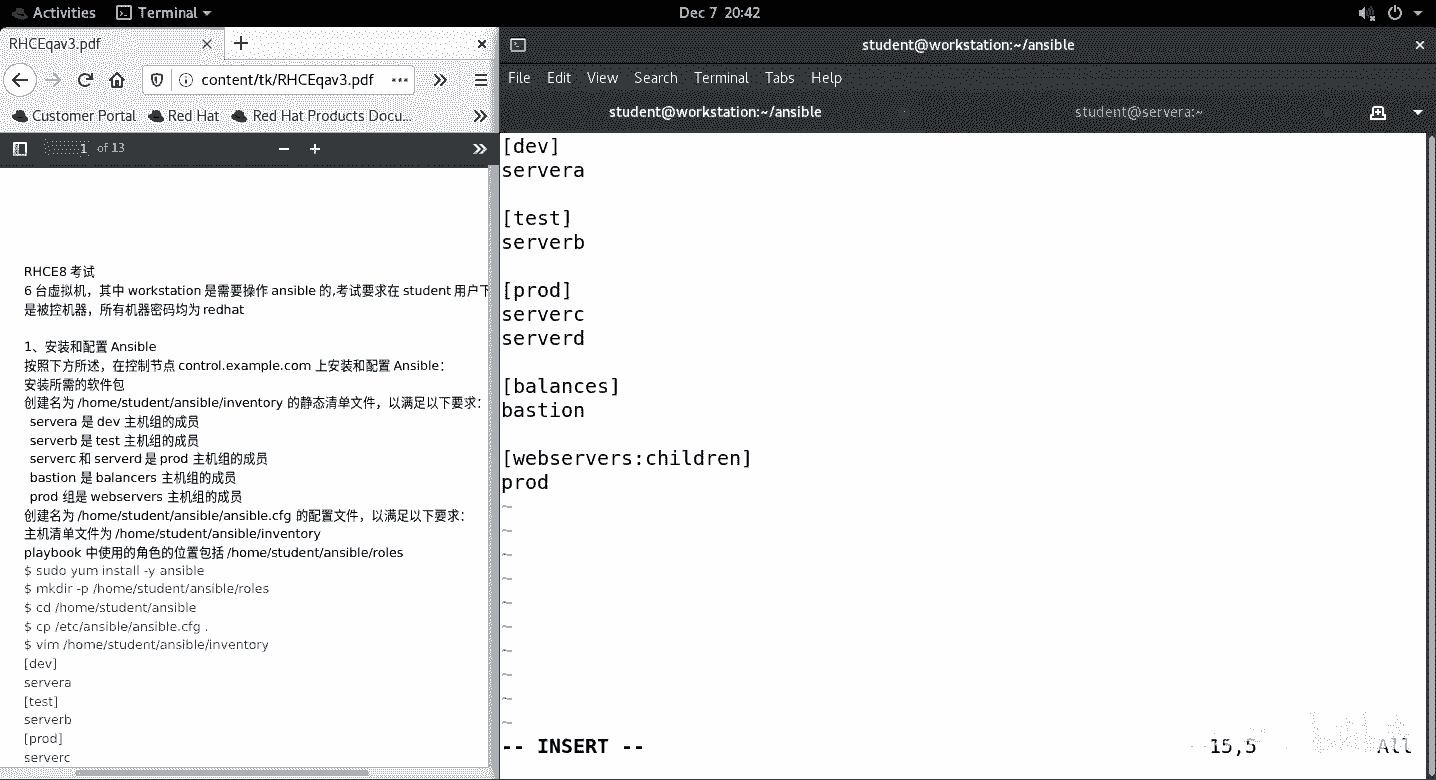 Activities
Terminal
Dec 7 20:42
RHCEqav3.pdf
content/tk/RHCEqav3.pdf
Customer Portal
Red Hat
Red Hat Products Docu...
1 of 13
RHCE8 考试
6 台虚拟机，其中 workstation 是需要操作 ansible 的,考试要求在 student 用户下
是被控机器，所有机器密码均为 redhat
1、安装和配置 Ansible
按照下方所述，在控制节点 control.example.com 上安装和配置 Ansible：
安装所需的软件包
创建名为 /home/student/ansible/inventory 的静态清单文件，以满足以下要求：
servera 是 dev 主机组的成员
serverb 是 test 主机组的成员
serverc 和 serverd 是 prod 主机组的成员
bastion 是 balancers 主机组的成员
prod 组是 webservers 主机组的成员
创建名为 /home/student/ansible/ansible.cfg 的配置文件，以满足以下要求：
主机清单文件为 /home/student/ansible/inventory
playbook 中使用的角色的位置包括 /home/student/ansible/roles
$ sudo yum install -y ansible
$ mkdir -p /home/student/ansible/roles
$ cd /home/student/ansible
$ cp /etc/ansible/ansible.cfg .
$ vim /home/student/ansible/inventory
[dev]
servera
[test]
serverb
[prod]
serverc
student@workstation:~/ansible
File Edit View Search Terminal Tabs Help
student@workstation:~/ansible
student@servera:~
[dev]
servera
[test]
serverb
[prod]
serverc
serverd
[balances]
bastion
[webservers:children]
prod
~
~
~
~
~
~
~
~
~
~
-- INSERT --
15,5
All